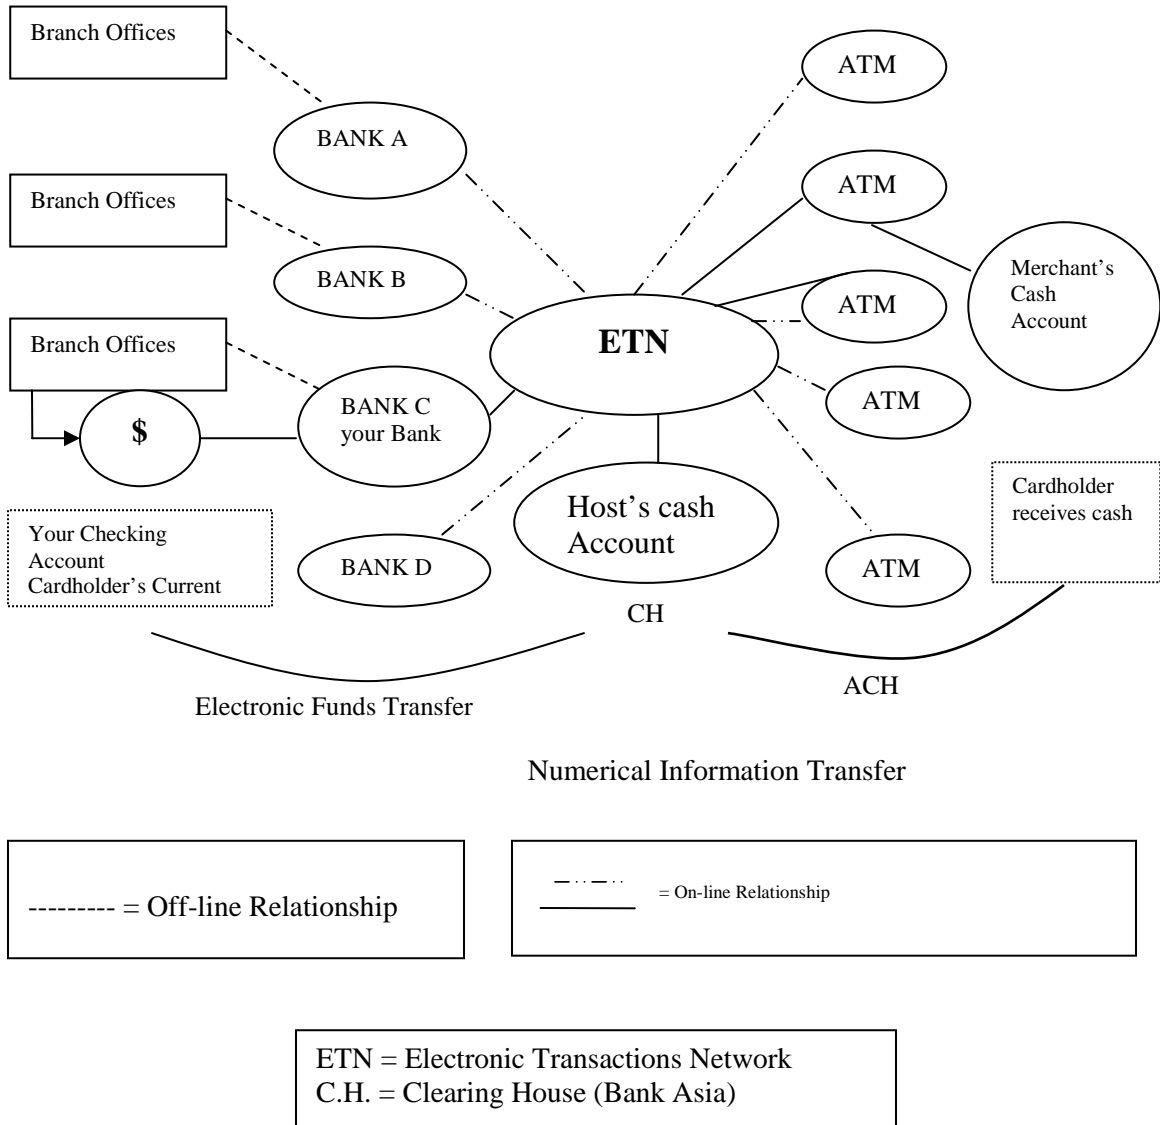 Branch Offices
ATM
BANK A
Branch Offices
ATM
BANK B
Merchant’s
Cash
Account
ATM
Branch Offices
ETN
BANK C
your Bank
ATM
$
Host’s cash
Account
Cardholder
receives cash
Your Checking
Account
Cardholder’s Current
BANK D
ATM
CH
ACH
Electronic Funds Transfer
Numerical Information Transfer
--------- = Off-line Relationship
= On-line Relationship
ETN = Electronic Transactions Network
C.H. = Clearing House (Bank Asia)